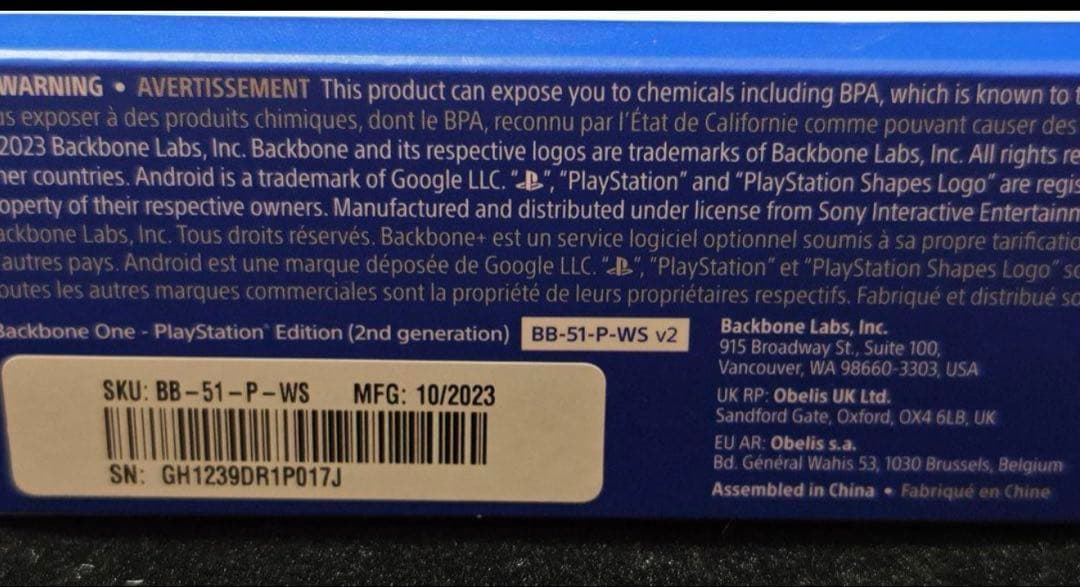 WARNING • AVERTISSEMENT This product can expose you to chemicals including BPA, which is known to
exposer à des produits chimiques, dont le BPA, reconnu par l'État de Californie comme pouvant causer des
2023 Backbone Labs, Inc. Backbone and its respective logos are trademarks of Backbone Labs, Inc. All rights
countries. Android is a trademark of Google LLC. "", "PlayStation" and "PlayStation Shapes Logo" are
of their respective owners. Manufactured and distributed under license from Sony Interactive
Labs, Inc. Tous droits réservés. Backbone+ est un service logiciel optionnel soumis à sa propre
autres pays. Android est une marque déposée de Google LLC. "", "PlayStation" et "PlayStation Shapes Logo"
les autres marques commerciales sont la propriété de leurs propriétaires respectifs. Fabriqué et distribué
Backbone One - PlayStation® Edition (2nd generation) BB-51-P-WS v2
SKU: BB-51-P-WS MFG: 10/2023
SN: GH1239DR1P017J
Backbone Labs, Inc.
915 Broadway St., Suite 100,
Vancouver, WA 98660-3303, USA
UK RP: Obelis UK Ltd.
Sandford Gate, Oxford, OX4 6LB, UK
EU AR: Obelis s.a.
Bd. Général Wahis 53, 1030 Brussels, Belgium
Assembled in China • Fabriqué en Chine